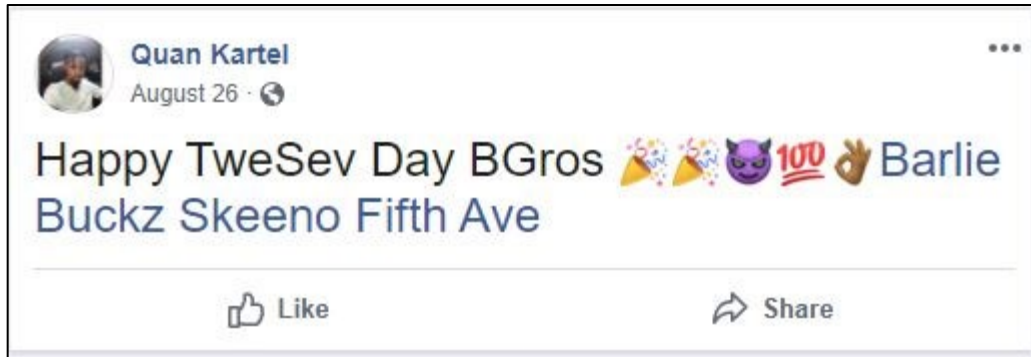 Quan Kartel
August 26 ·
Happy TweSev Day BGros 🎉🎉😈💯👌🏾Barlie
Buckz Skeeno Fifth Ave
Like
Share